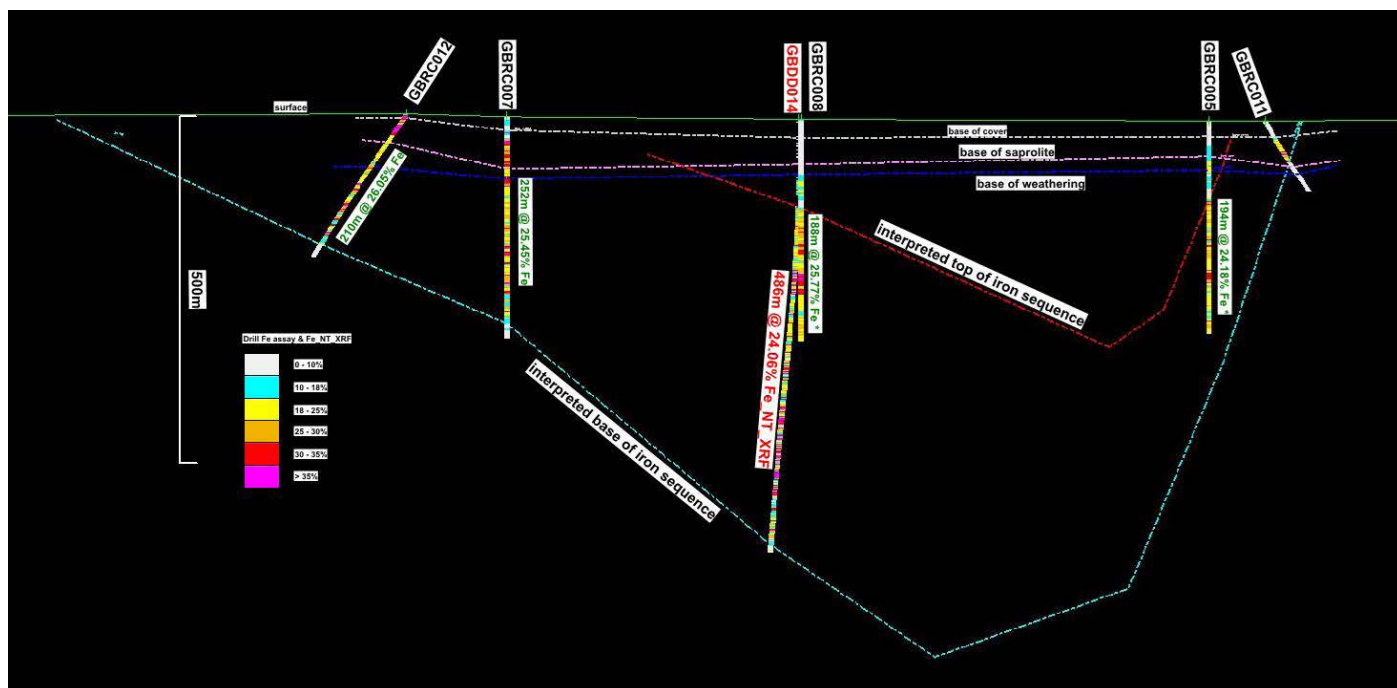 GBRC012
GBRC007
GBDD014
GBRC008
GBRC005
GBRC011
surface
base of cover
base of saprolite
base of weathering
210m @ 26.05% Fe
252m @ 25.45% Fe
188m @ 25.77% Fe *
194m @ 24.18% Fe *
interpreted top of iron sequence
486m @ 24.06% Fe_NT_XRF
500m
interpreted base of iron sequence
Drill Fe assay & Fe_NT_XRF
0 - 10%
10 - 18%
18 - 25%
25 - 30%
30 - 35%
> 35%